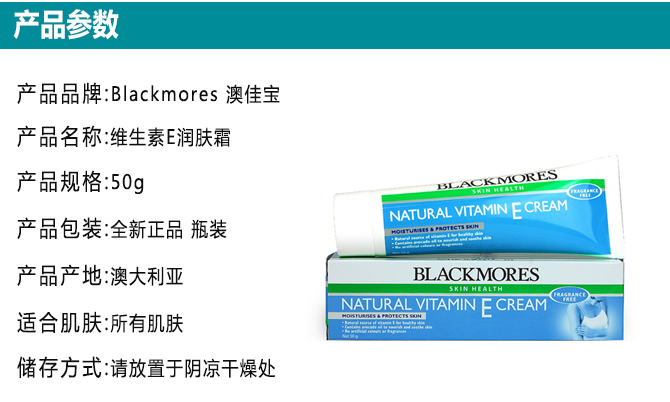 产品参数
产品品牌:Blackmores 澳佳宝
产品名称:维生素E润肤霜
产品规格:50g
产品包装:全新正品 瓶装
产品产地:澳大利亚
适合肌肤:所有肌肤
储存方式:请放置于阴凉干燥处
BLACKMORES
SKIN HEALTH
FRAGRANCE FREE
NATURAL VITAMIN E CREAM
MOISTURISES & PROTECTS SKIN
• Natural source of vitamin E for healthy skin
• Contains avocado oil to nourish and soothe skin
• No artificial colours or fragrances
BLACKMORES
SKIN HEALTH
FRAGRANCE FREE
NATURAL VITAMIN E CREAM
MOISTURISES & PROTECTS SKIN
• Natural source of vitamin E for healthy skin
• Contains avocado oil to nourish and soothe skin
• No artificial colours or fragrances
Net 50 g